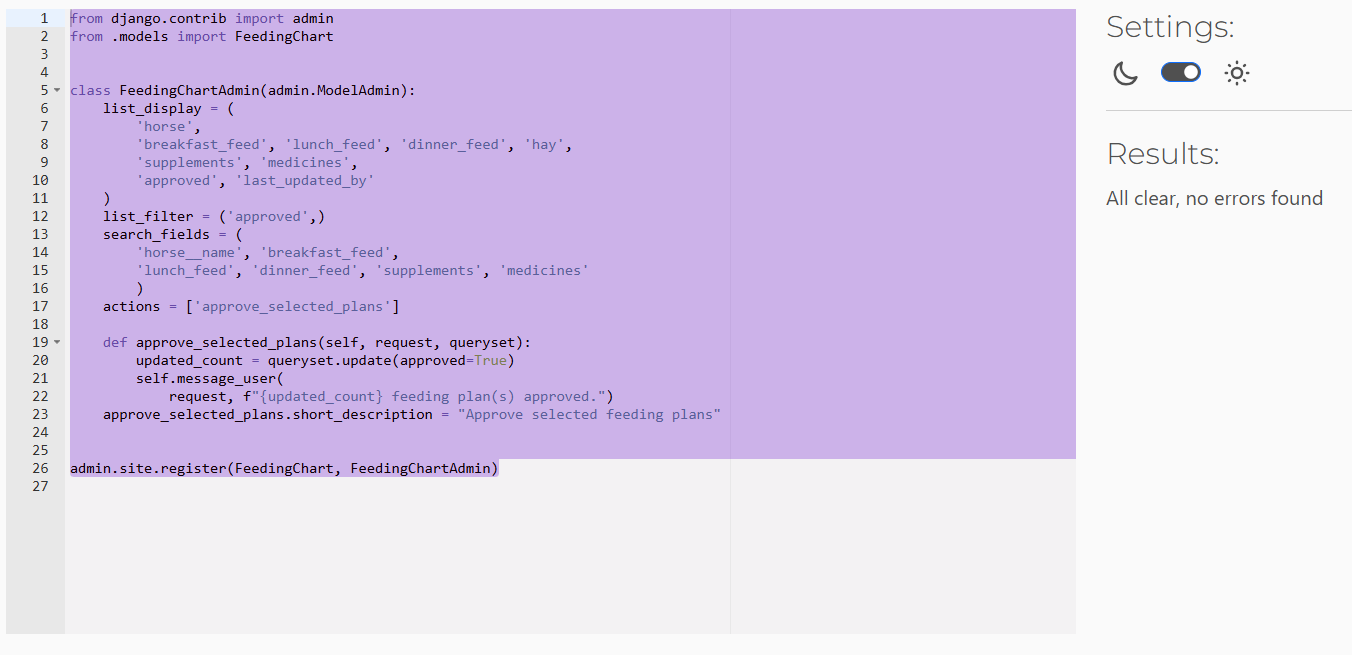 1 from django.contrib import admin
2 from .models import FeedingChart
3
4
5 class FeedingChartAdmin(admin.ModelAdmin):
6     list_display = (
7         'horse',
8         'breakfast_feed', 'lunch_feed', 'dinner_feed', 'hay',
9         'supplements', 'medicines',
10         'approved', 'last_updated_by'
11     )
12     list_filter = ('approved',)
13     search_fields = (
14         'horse__name', 'breakfast_feed',
15         'lunch_feed', 'dinner_feed', 'supplements', 'medicines'
16         )
17     actions = ['approve_selected_plans']
18
19     def approve_selected_plans(self, request, queryset):
20         updated_count = queryset.update(approved=True)
21         self.message_user(
22             request, f"{updated_count} feeding plan(s) approved.")
23     approve_selected_plans.short_description = "Approve selected feeding plans"
24
25
26 admin.site.register(FeedingChart, FeedingChartAdmin)
27
Settings:
Results:
All clear, no errors found